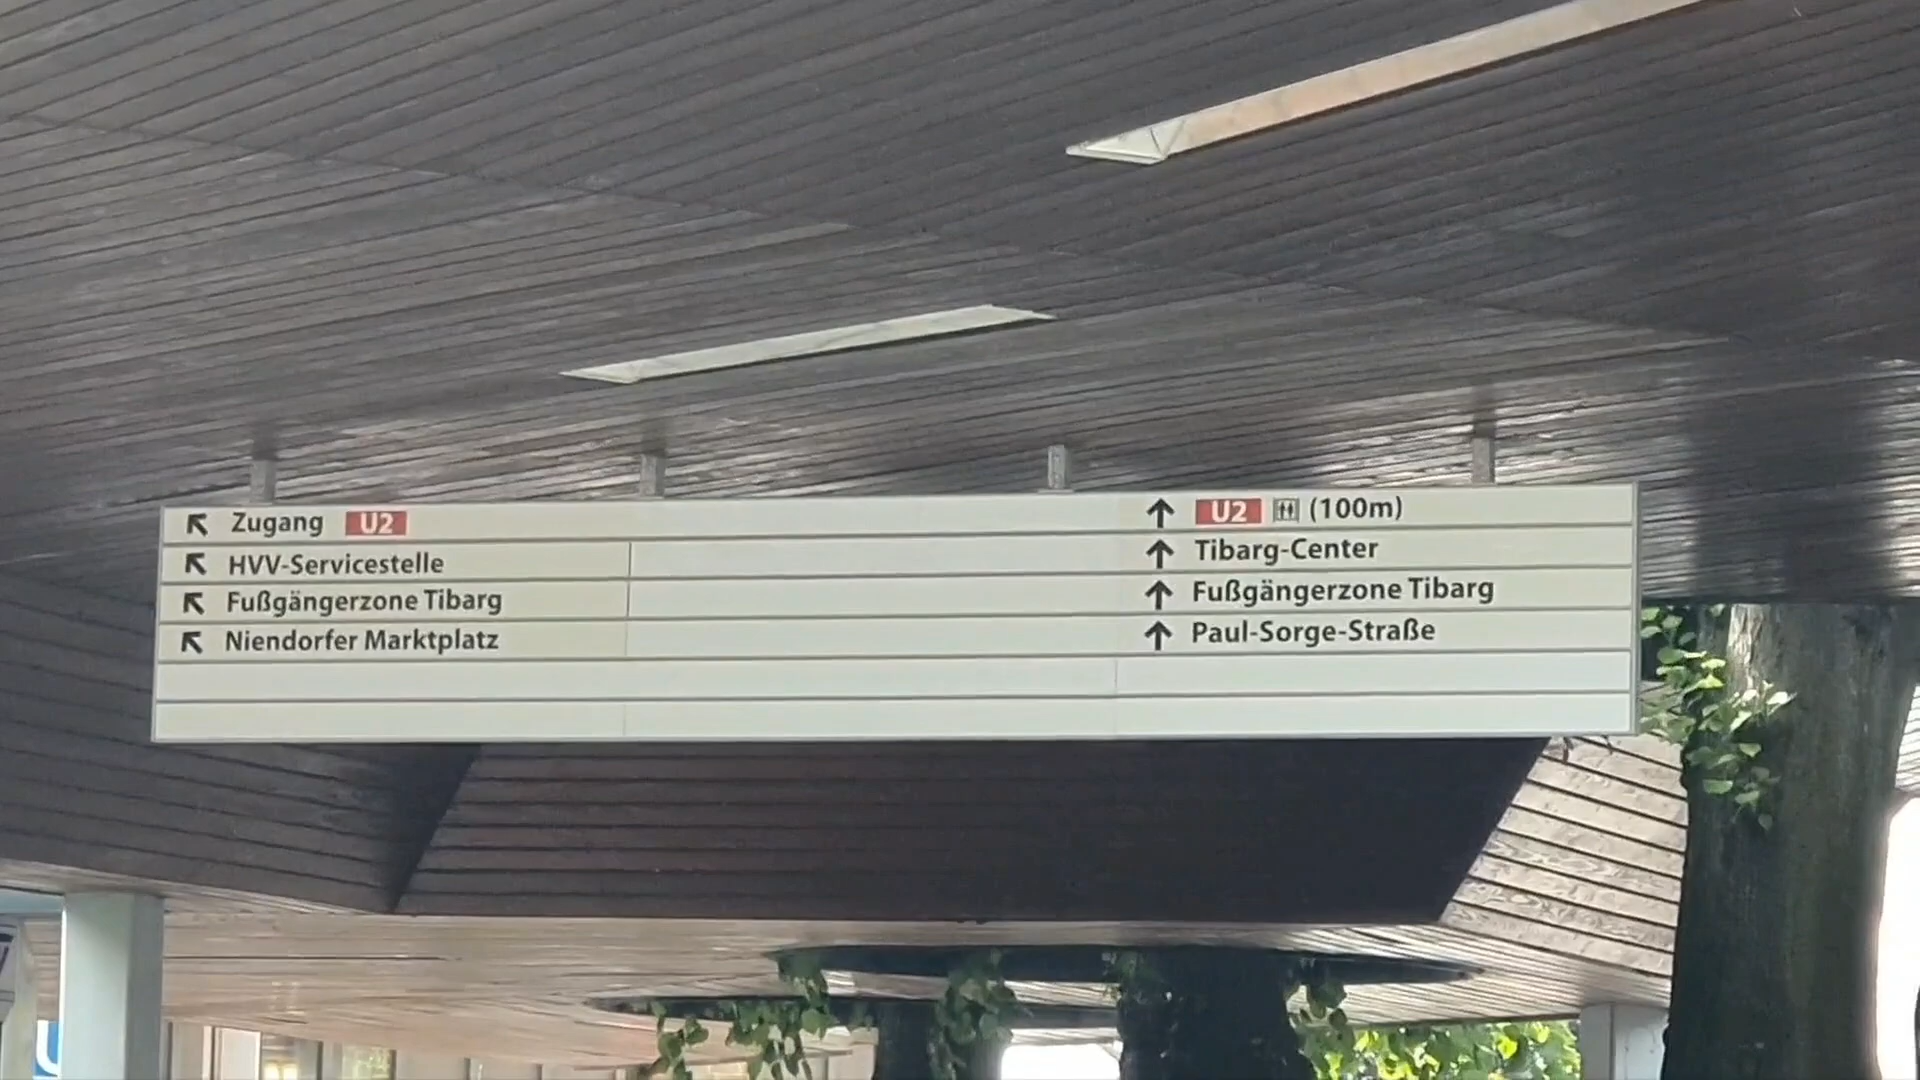 Zugang U2
HVV-Servicestelle
Fußgängerzone Tibarg
Niendorfer Marktplatz
U2 (100m)
Tibarg-Center
Fußgängerzone Tibarg
Paul-Sorge-Straße